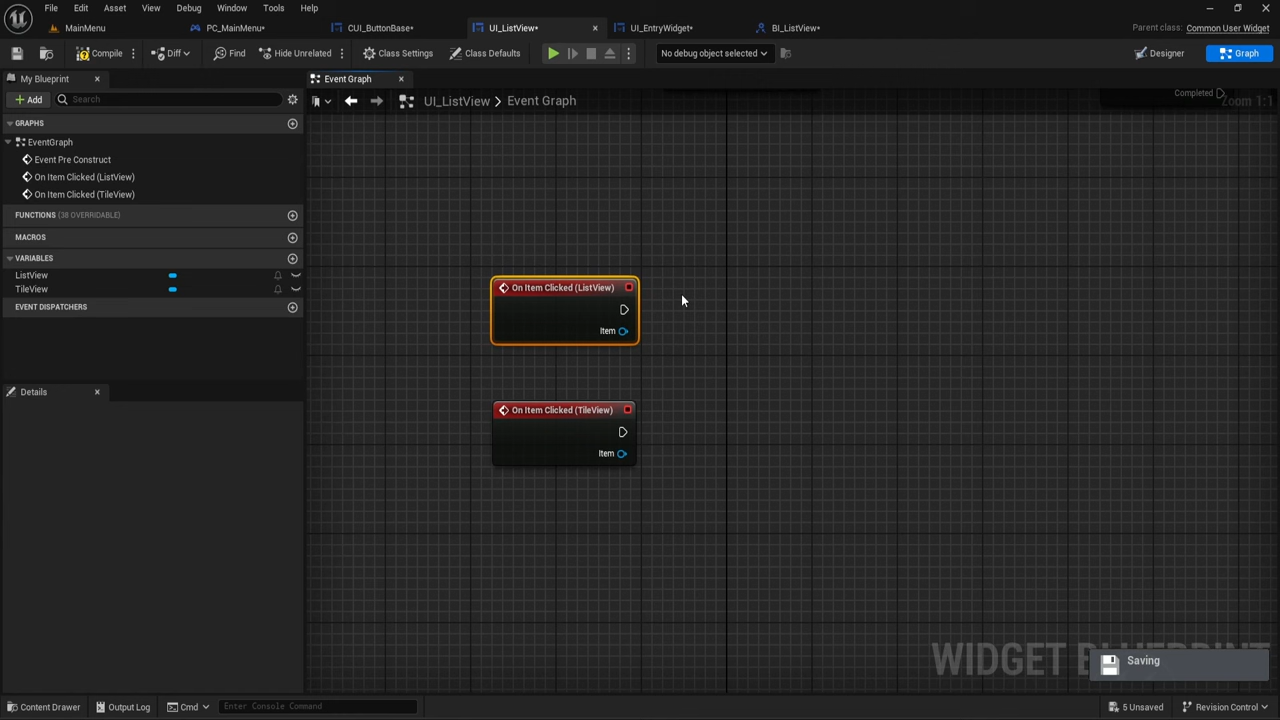 File Edit Asset View Debug Window Tools Help
MainMenu PC_MainMenu* CUI_ButtonBase* UI_ListView* UI_EntryWidget* BI_ListView* Parent class: Common User Widget
Compile Diff Find Hide Unrelated Class Settings Class Defaults No debug object selected Designer Graph
My Blueprint Event Graph
Add Search UI_ListView > Event Graph Completed Zoom 1:1
GRAPHS
EventGraph
Event Pre Construct
On Item Clicked (ListView)
On Item Clicked (TileView)
FUNCTIONS (38 OVERRIDABLE)
MACROS
VARIABLES
ListView
TileView
EVENT DISPATCHERS
Details
On Item Clicked (ListView)
Item
On Item Clicked (TileView)
Item
WIDGET BLUEPRINT
Saving
Content Drawer Output Log Cmd Enter Console Command 5 Unsaved Revision Control